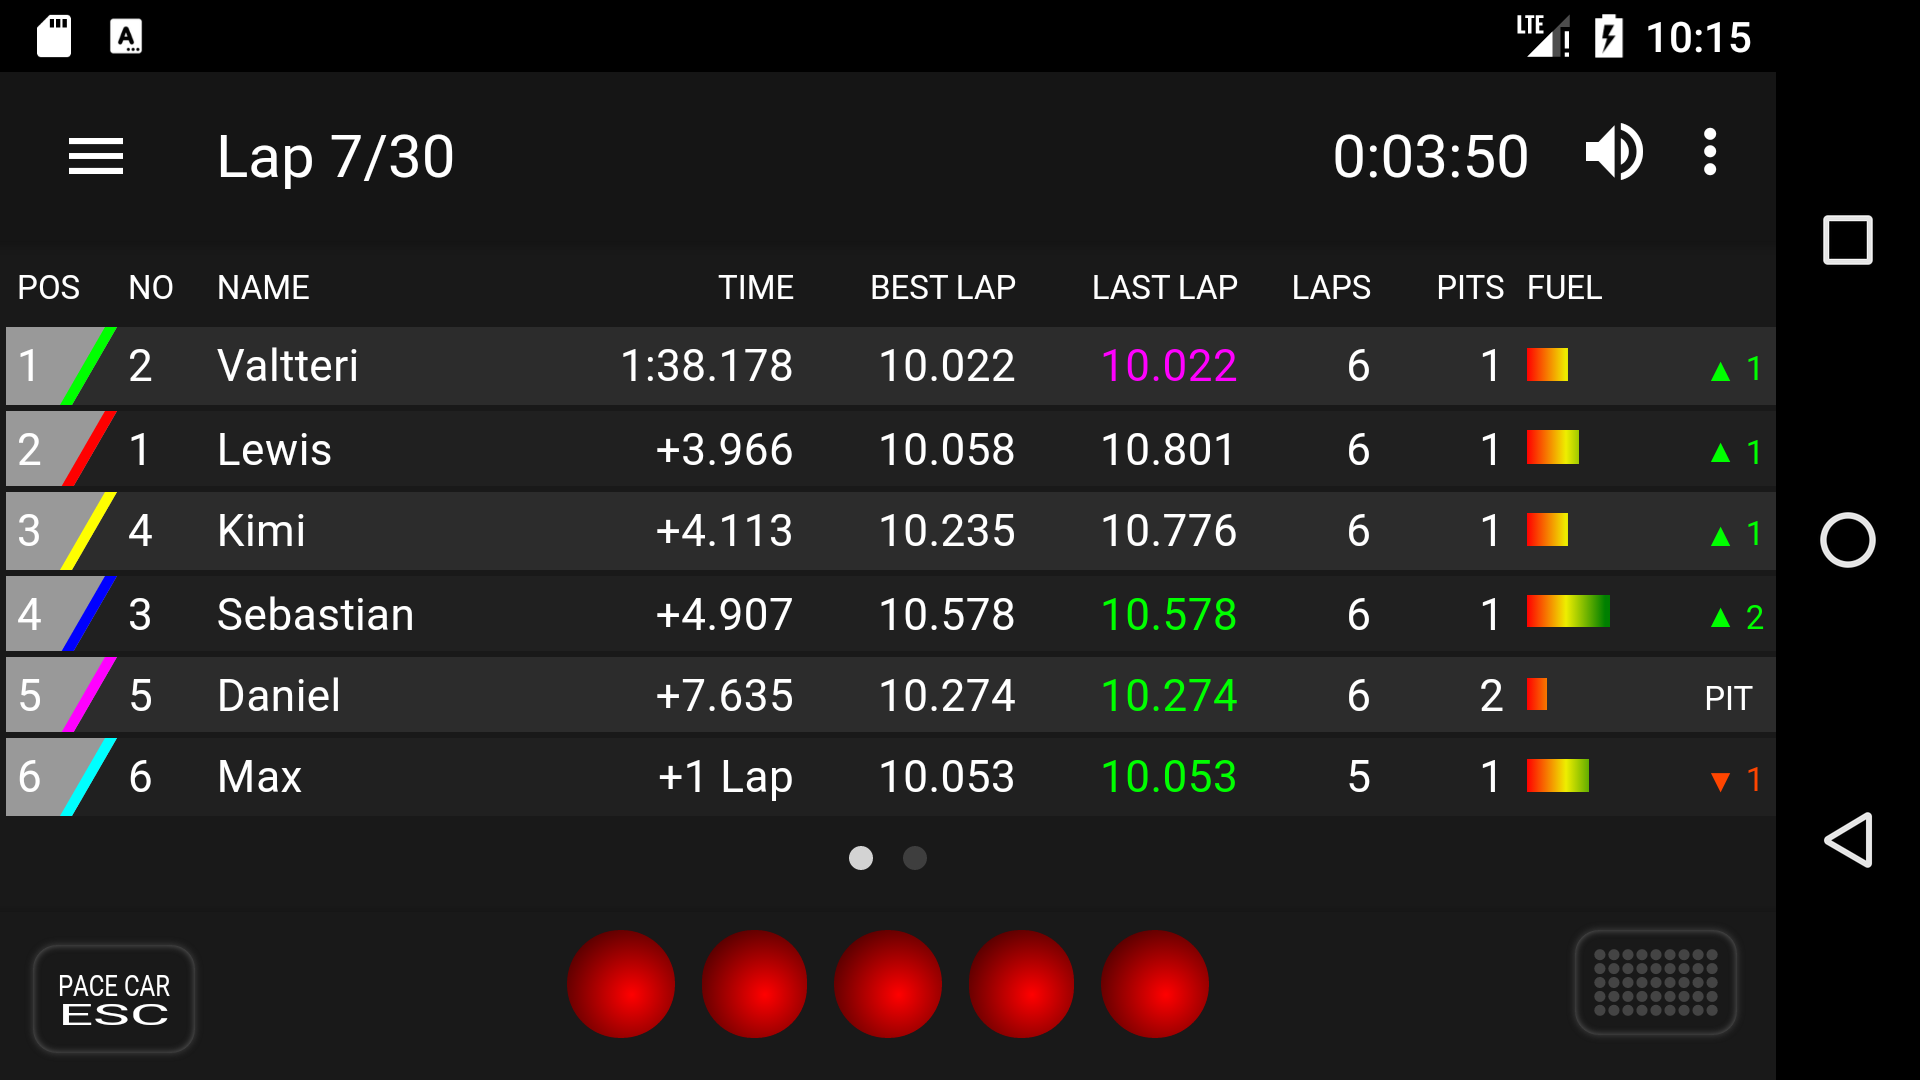 LTE 10:15
Lap 7/30 0:03:50
POS NO NAME TIME BEST LAP LAST LAP LAPS PITS FUEL
1 2 Valtteri 1:38.178 10.022 10.022 6 1 ▲ 1
2 1 Lewis +3.966 10.058 10.801 6 1 ▲ 1
3 4 Kimi +4.113 10.235 10.776 6 1 ▲ 1
4 3 Sebastian +4.907 10.578 10.578 6 1 ▲ 2
5 5 Daniel +7.635 10.274 10.274 6 2 PIT
6 6 Max +1 Lap 10.053 10.053 5 1 ▼ 1
PACE CAR
ESC